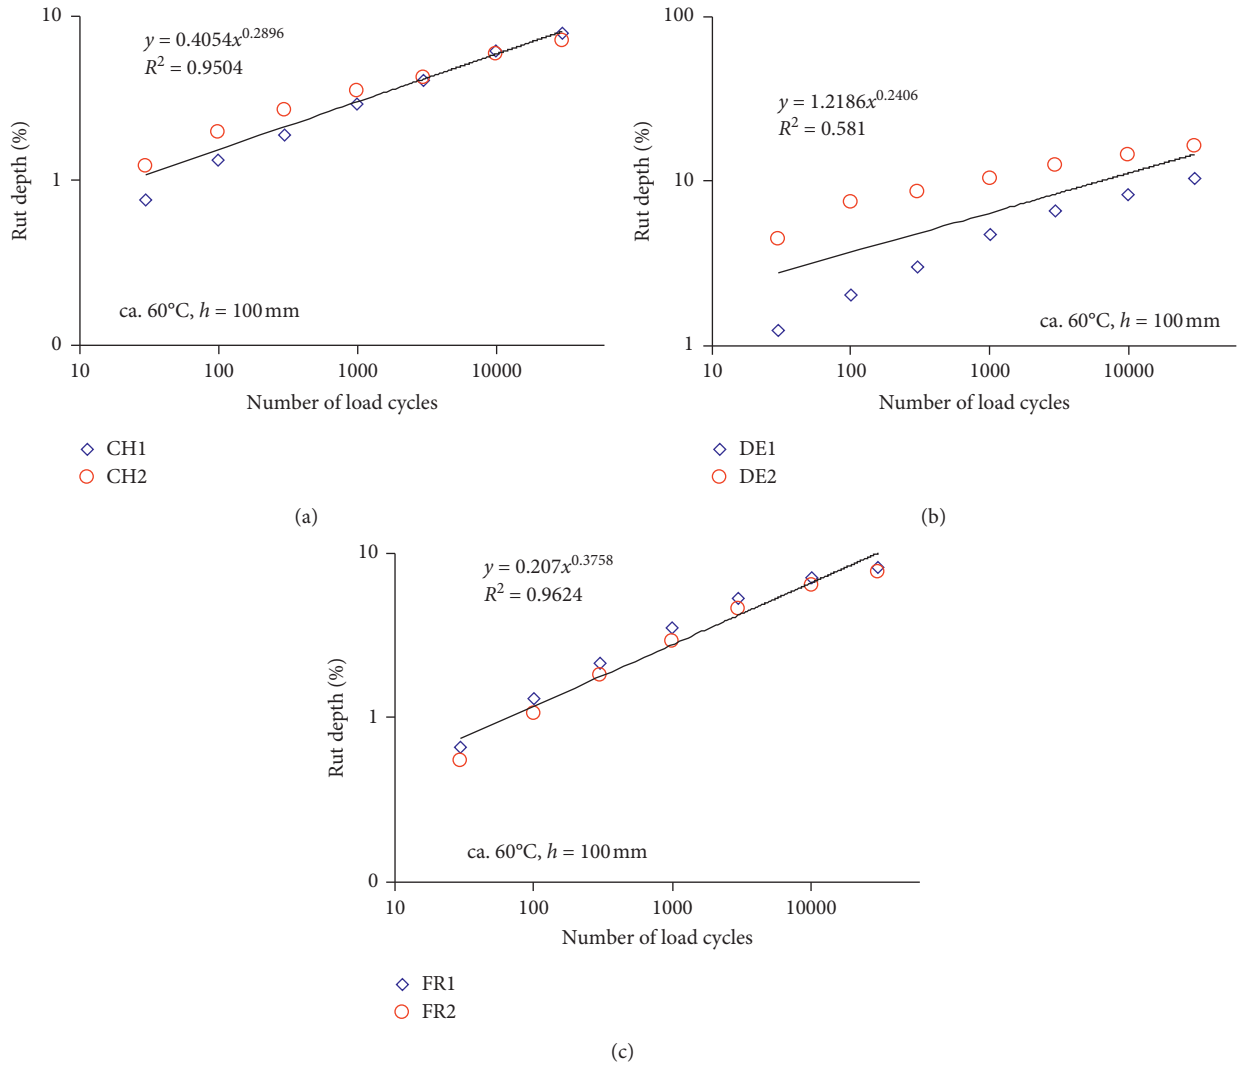 10
y = 0.4054x^0.2896
R² = 0.9504
Rut depth (%)
1
ca. 60°C, h = 100 mm
0
10 100 1000 10000
Number of load cycles
CH1
CH2
(a)
100
y = 1.2186x^0.2406
R² = 0.581
Rut depth (%)
10
ca. 60°C, h = 100 mm
1
10 100 1000 10000
Number of load cycles
DE1
DE2
(b)
10
y = 0.207x^0.3758
R² = 0.9624
Rut depth (%)
1
ca. 60°C, h = 100 mm
0
10 100 1000 10000
Number of load cycles
FR1
FR2
(c)